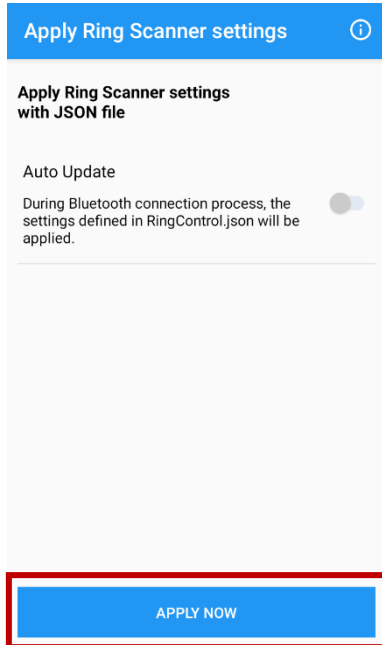 Apply Ring Scanner settings
Apply Ring Scanner settings
with JSON file
Auto Update
During Bluetooth connection process, the
settings defined in RingControl.json will be
applied.
APPLY NOW